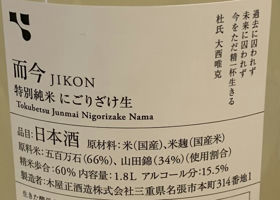 過去に囚われず
未来に囚われず
今をただ精一杯生きる
杜氏 大西唯克
而今 JIKON
特別純米 にごりざけ生
Tokubetsu Junmai Nigorizake Nama
品目:日本酒 原材料:米(国産)、米麹(国産米)
原料米:五百万石(66%)、山田錦(34%)(使用割合)
精米歩合:60% 内容量:1.8L アルコール分:15.5%
製造者:木屋正酒造株式会社三重県名張市本町314番地1